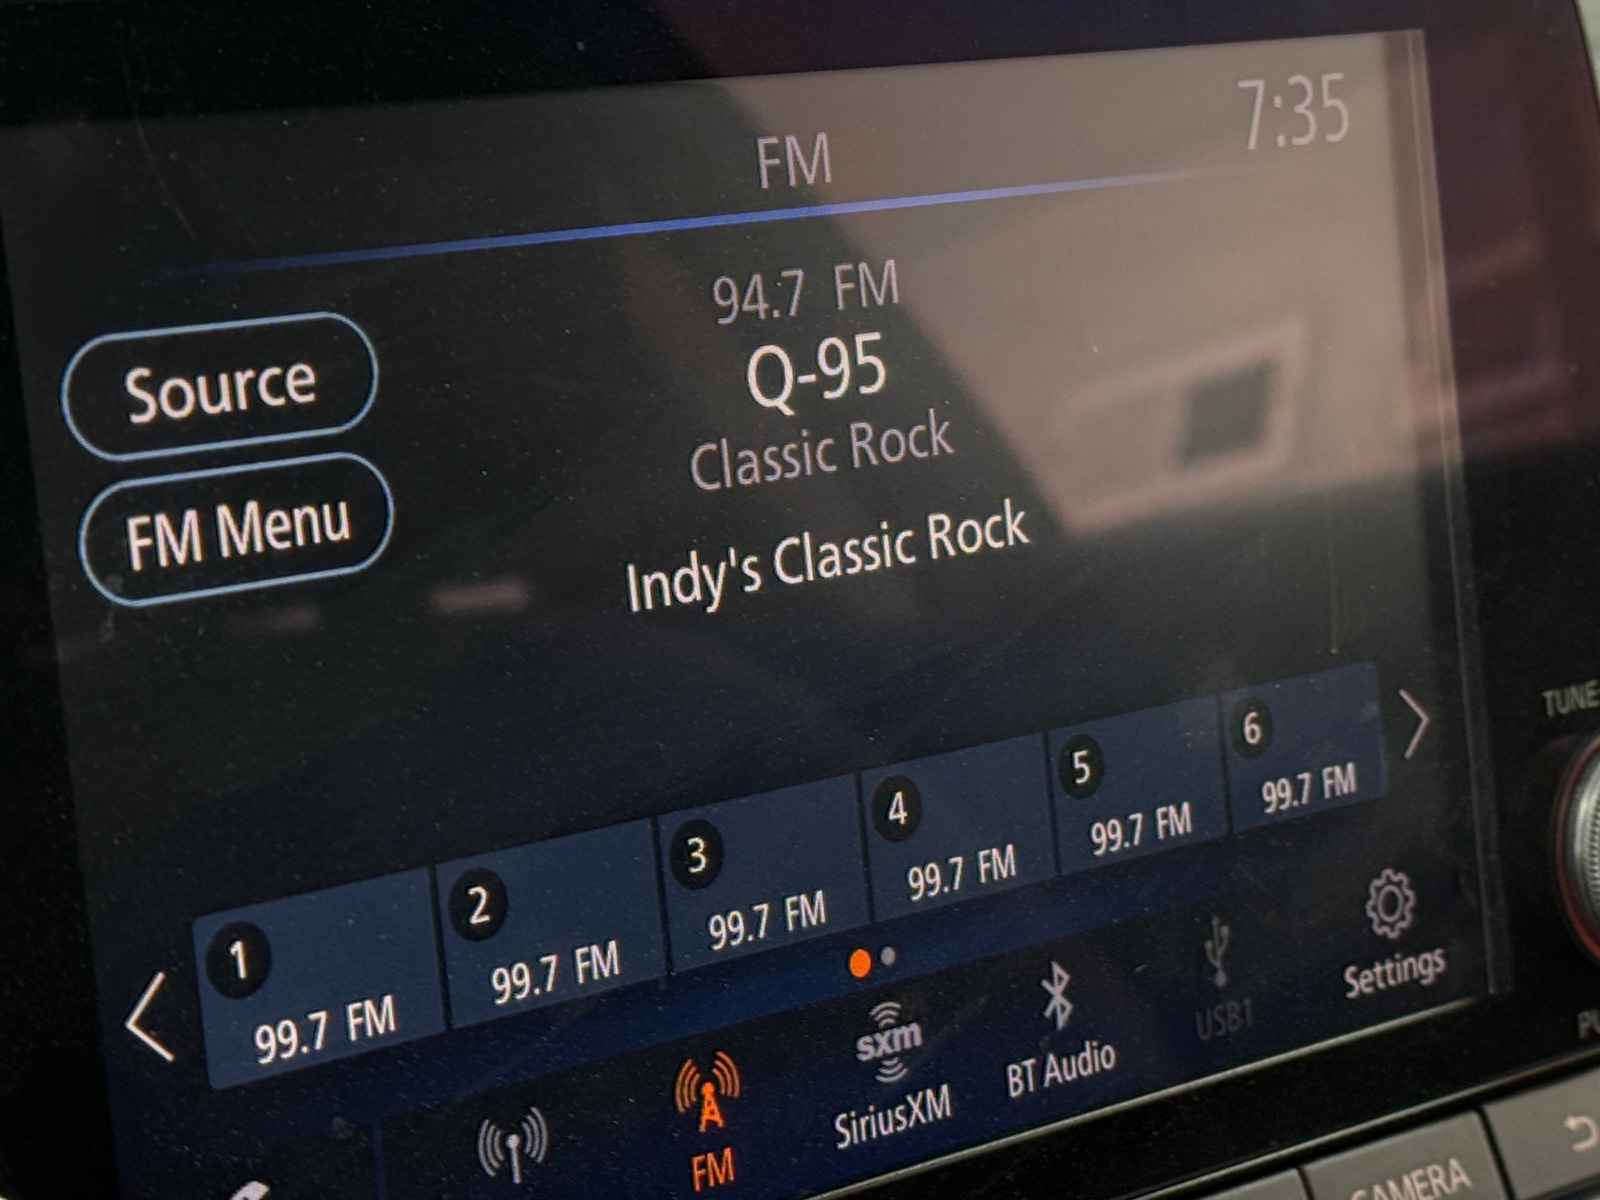 7:35
FM
94.7 FM
Q-95
Classic Rock
Indy's Classic Rock
Source
FM Menu
1
99.7 FM
2
99.7 FM
3
99.7 FM
4
99.7 FM
5
99.7 FM
6
99.7 FM
FM
sxm
SiriusXM
BT Audio
USB1
Settings
TUNE
CAMERA